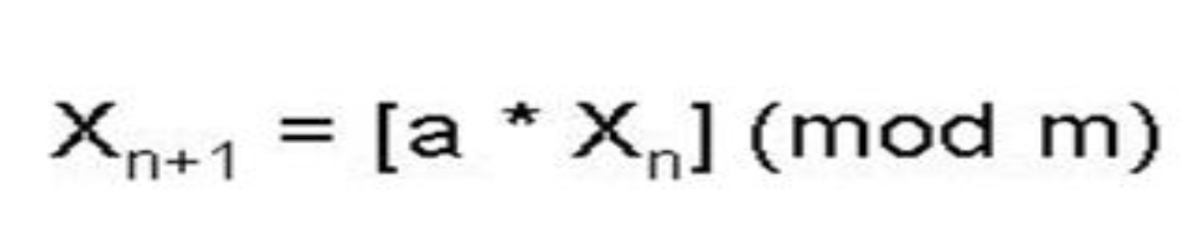 Xₙ₊₁ = [a * Xₙ] (mod m)